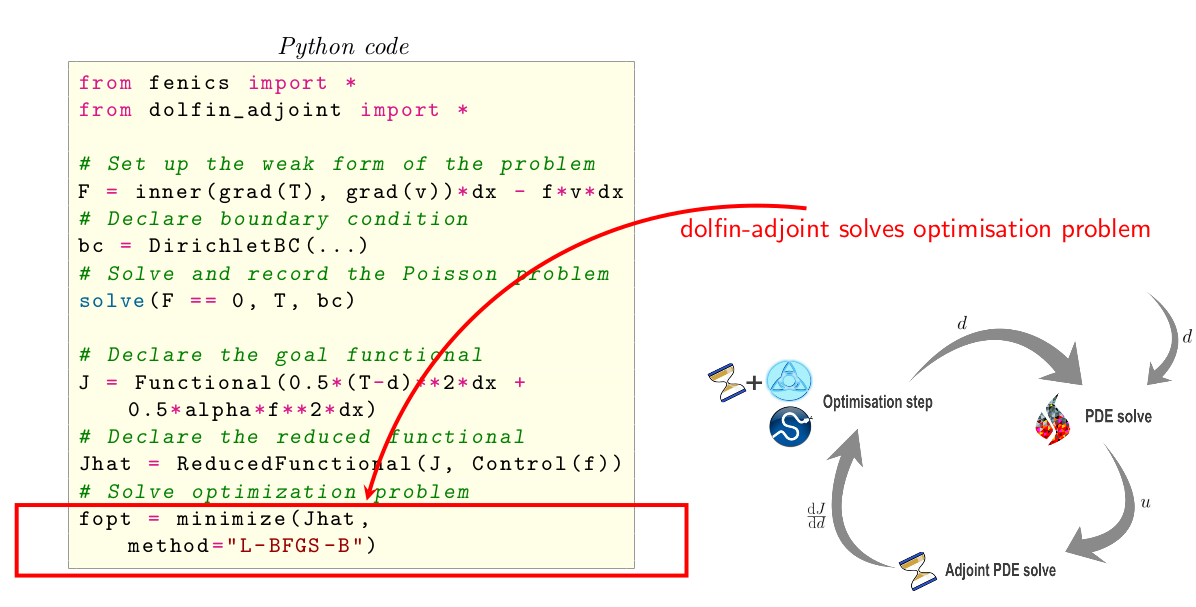 Python code
from fenics import *
from dolfin_adjoint import *
# Set up the weak form of the problem
F = inner(grad(T), grad(v))*dx - f*v*dx
# Declare boundary condition
bc = DirichletBC(...)
# Solve and record the Poisson problem
solve(F == 0, T, bc)
# Declare the goal functional
J = Functional(0.5*(T-d)**2*dx +
0.5*alpha*f**2*dx)
# Declare the reduced functional
Jhat = ReducedFunctional(J, Control(f))
# Solve optimization problem
fopt = minimize(Jhat,
method="L-BFGS-B")
dolfin-adjoint solves optimisation problem
d
d
+
Optimisation step
PDE solve
dJ
dd
u
Adjoint PDE solve